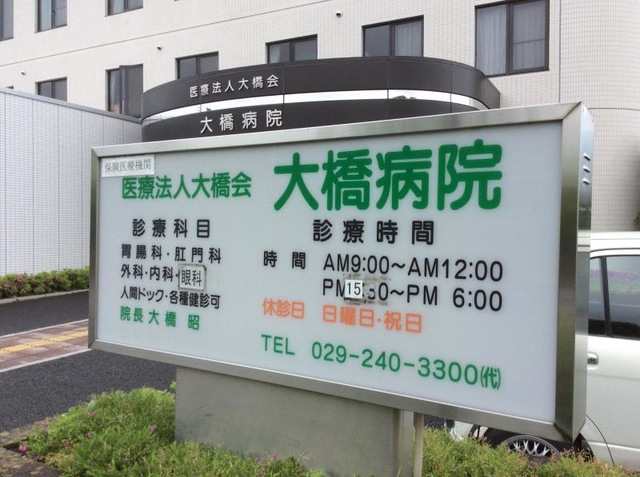 医療法人大橋会
大橋病院
保険医療機関
医療法人大橋会 大橋病院
診療科目
胃腸科・肛門科
外科・内科・眼科
人間ドック・各種健診可
院長 大橋 昭
診療時間
時間 AM9:00～AM12:00
PM 15:30～PM 6:00
休診日 日曜日・祝日
TEL 029-240-3300(代)